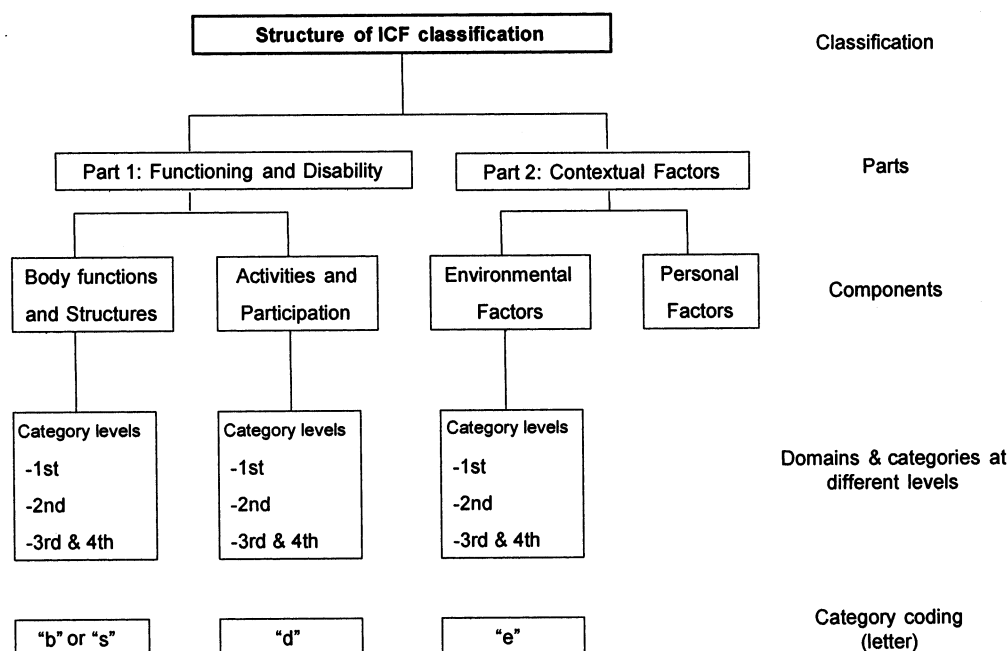 Structure of ICF classification
Classification
Part 1: Functioning and Disability
Part 2: Contextual Factors
Parts
Body functions
and Structures
Activities and
Participation
Environmental
Factors
Personal
Factors
Components
Category levels
-1st
-2nd
-3rd & 4th
Category levels
-1st
-2nd
-3rd & 4th
Category levels
-1st
-2nd
-3rd & 4th
Domains & categories at
different levels
“b” or “s”
“d”
“e”
Category coding
(letter)